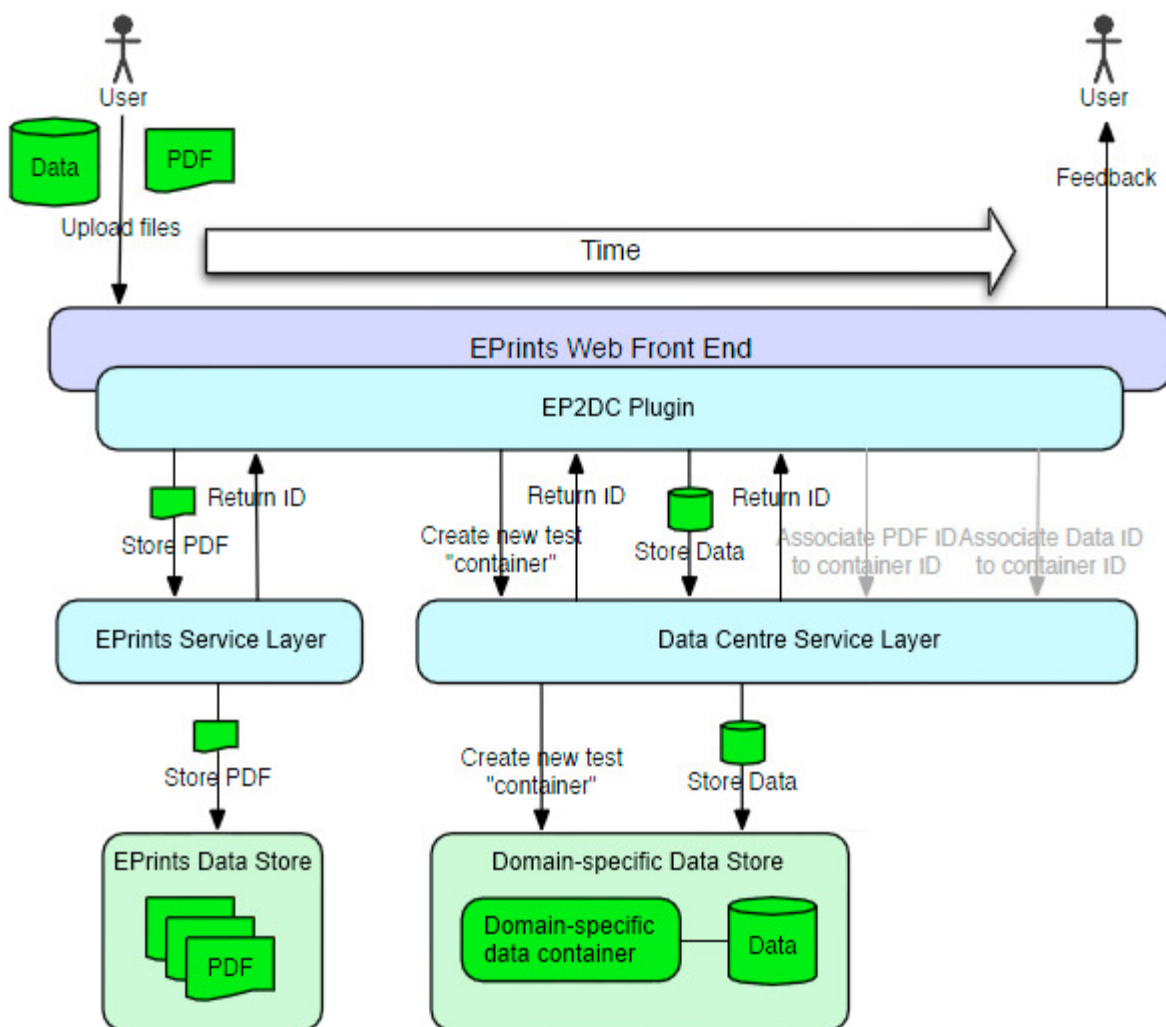 User
User
Data
PDF
Upload files
Feedback
Time
EPrints Web Front End
EP2DC Plugin
Store PDF
Return ID
Create new test
"container"
Return ID
Store Data
Return ID
Associate PDF ID
to container ID
Associate Data ID
to container ID
EPrints Service Layer
Data Centre Service Layer
Store PDF
Create new test
"container"
Store Data
EPrints Data Store
PDF
Domain-specific Data Store
Domain-specific
data container
Data